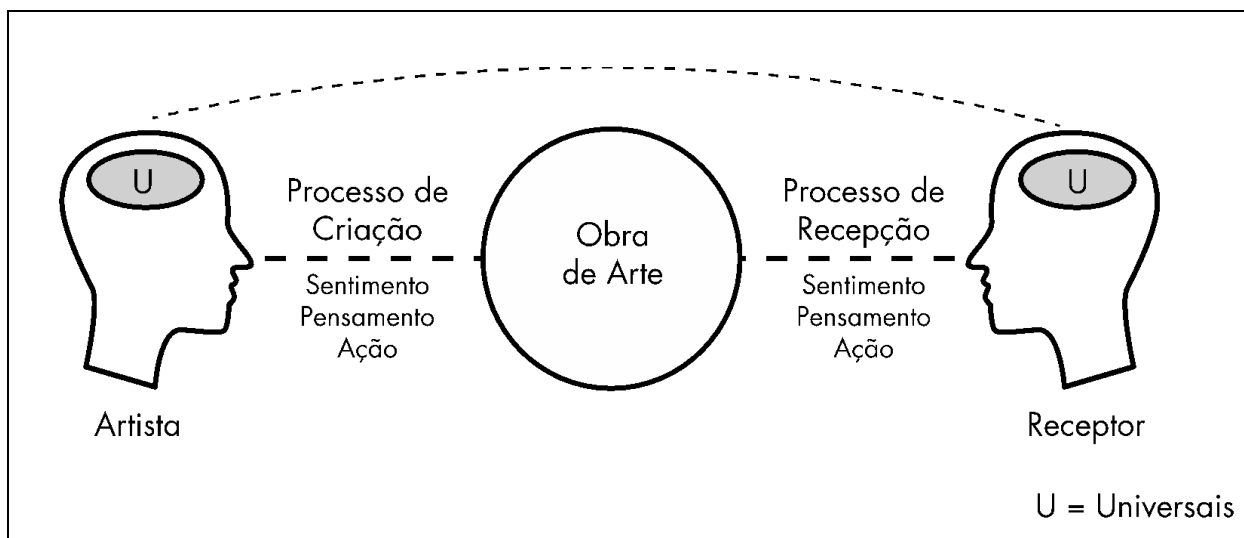 U
Processo de
Criação
Sentimento
Pensamento
Ação
Artista
Obra
de Arte
Processo de
Recepção
Sentimento
Pensamento
Ação
U
Receptor
U = Universais